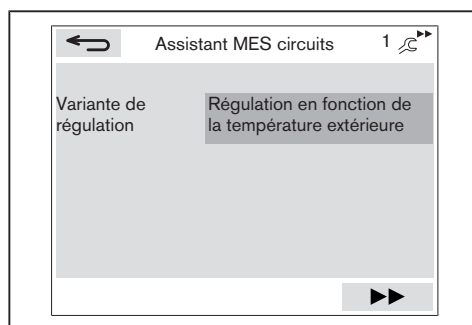 Assistant MES circuits 1
Variante de
régulation
Régulation en fonction de
la température extérieure